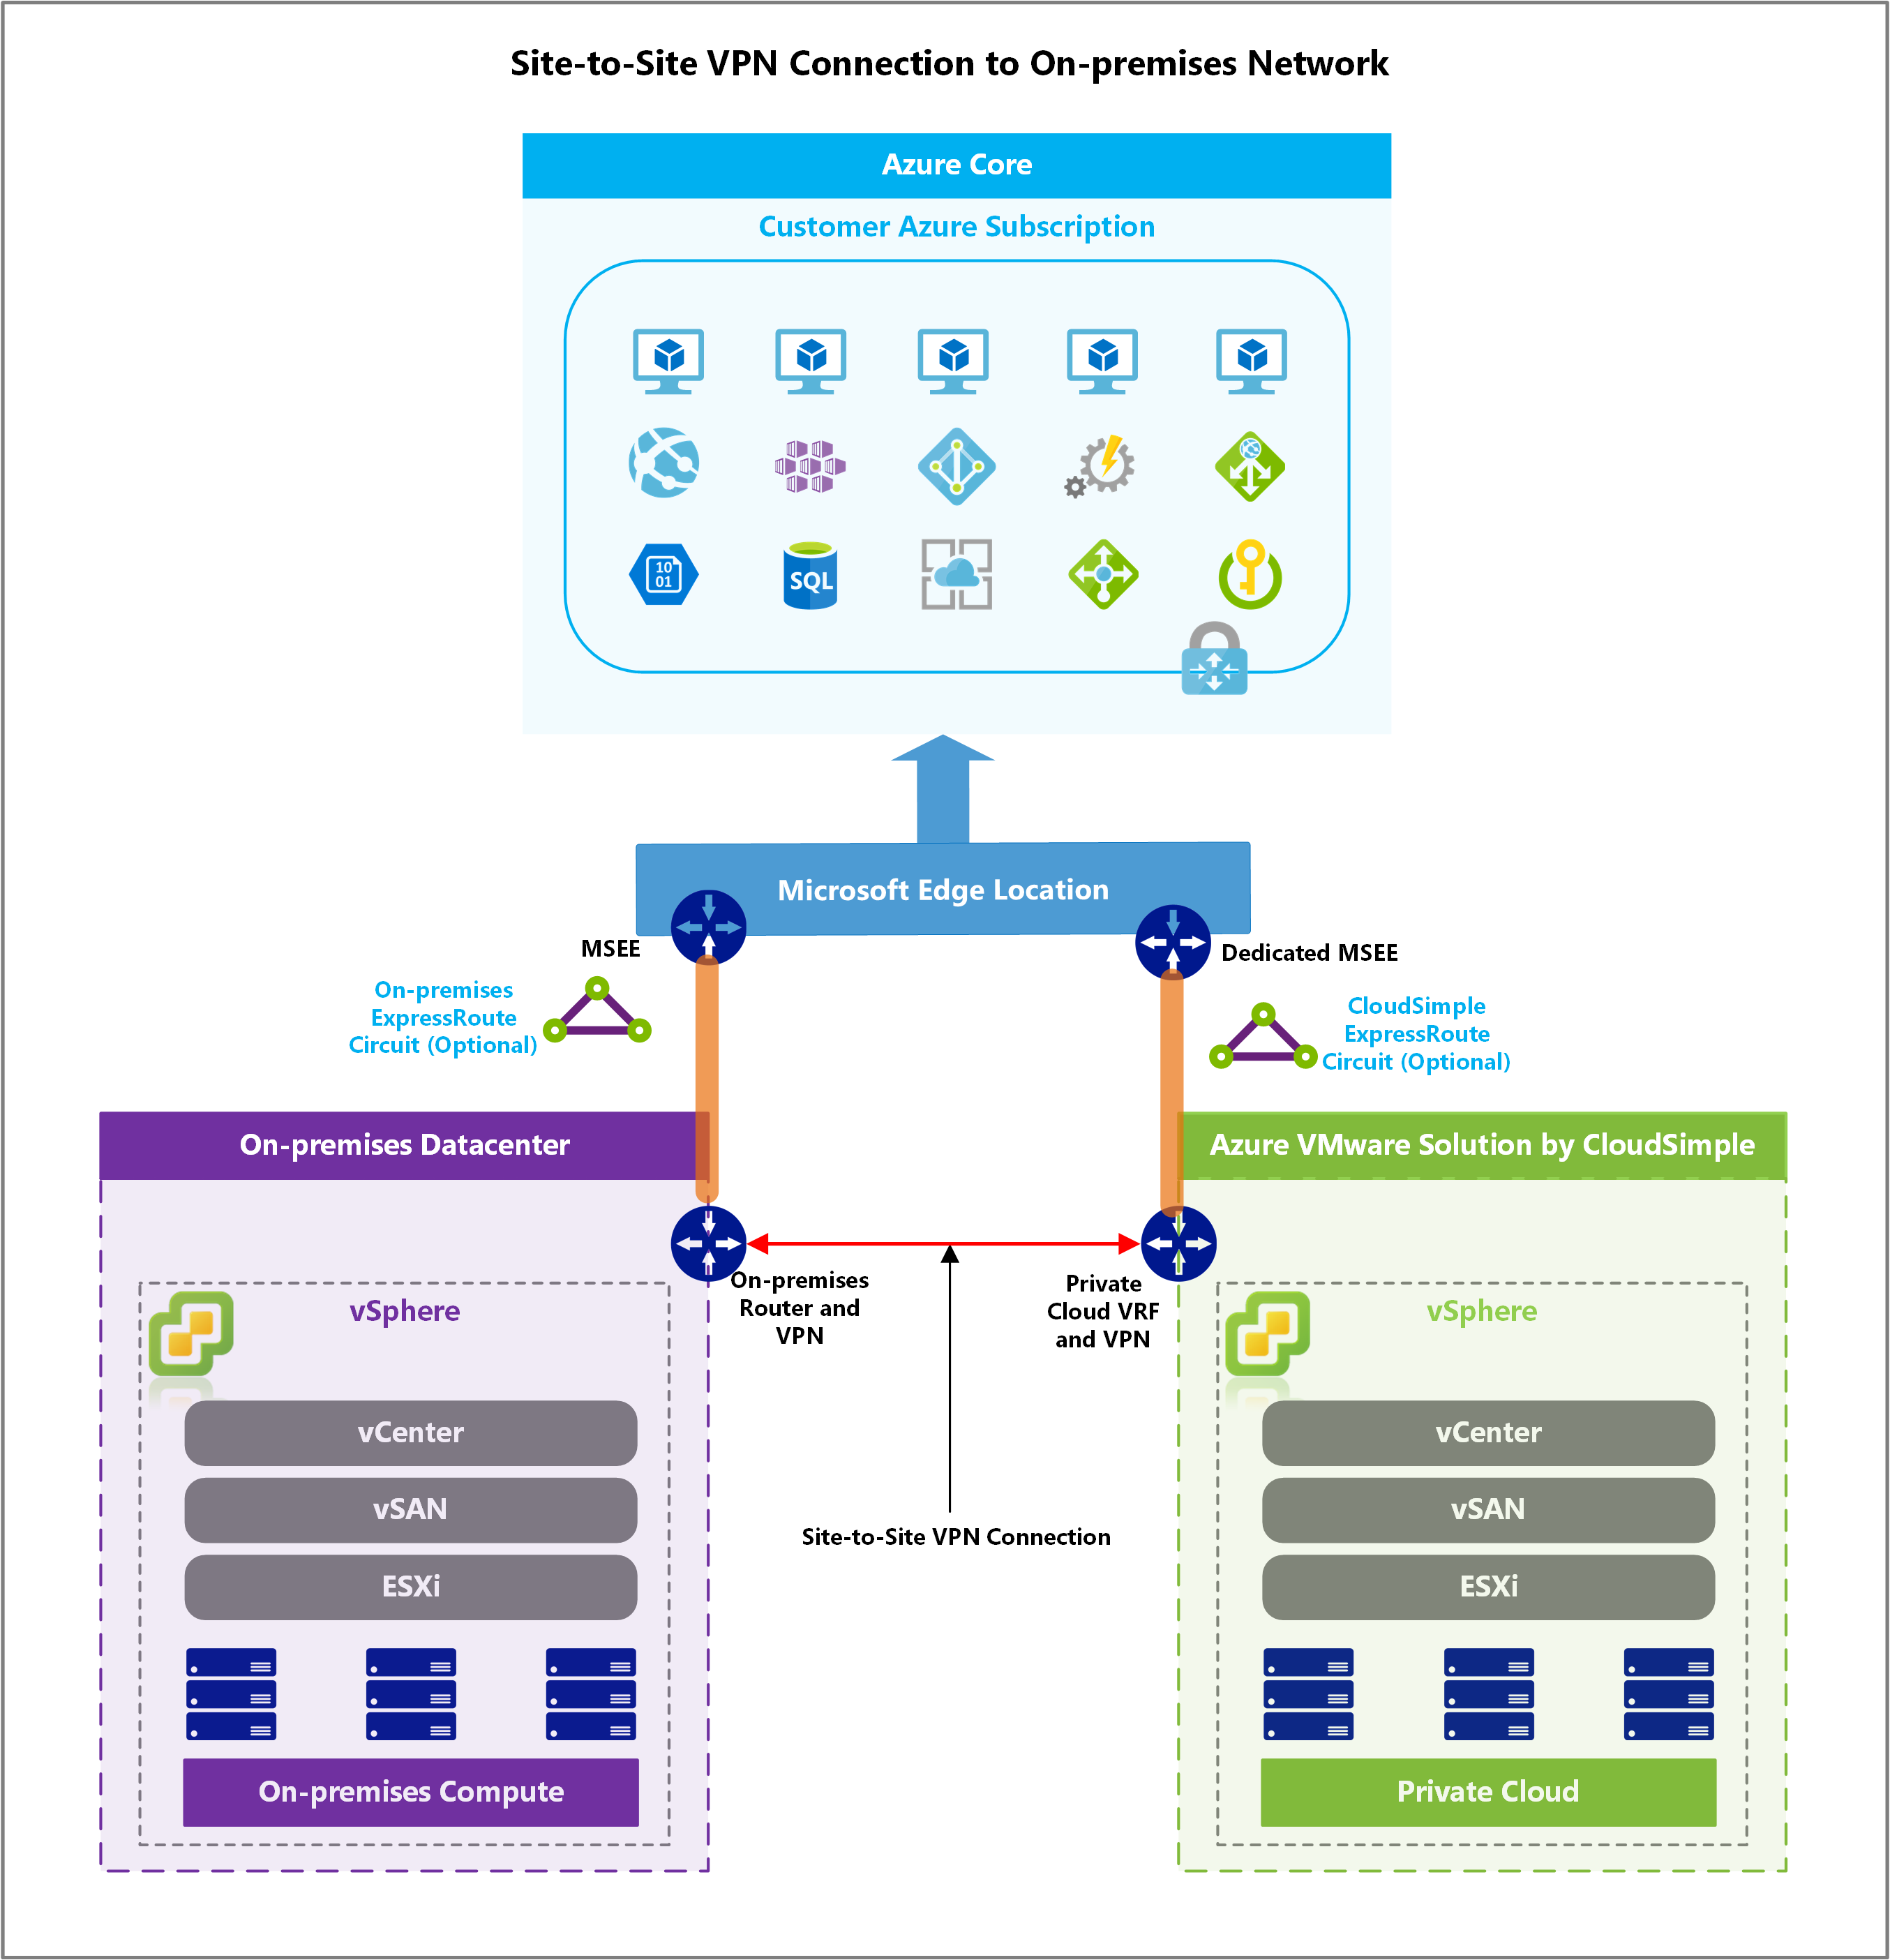 Site-to-Site VPN Connection to On-premises Network
Azure Core
Customer Azure Subscription
10
01
SQL
Microsoft Edge Location
MSEE
Dedicated MSEE
On-premises
ExpressRoute
Circuit (Optional)
CloudSimple
ExpressRoute
Circuit (Optional)
On-premises Datacenter
Azure VMware Solution by CloudSimple
On-premises
Router and
VPN
Private
Cloud VRF
and VPN
Site-to-Site VPN Connection
vSphere
vCenter
vSAN
ESXi
On-premises Compute
vSphere
vCenter
vSAN
ESXi
Private Cloud